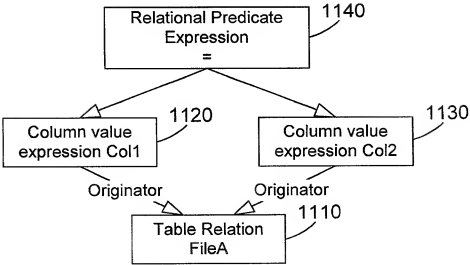 Relational Predicate
Expression
=
1140
Column value
expression Col1
1120
Column value
expression Col2
1130
Originator
Originator
Table Relation
FileA
1110